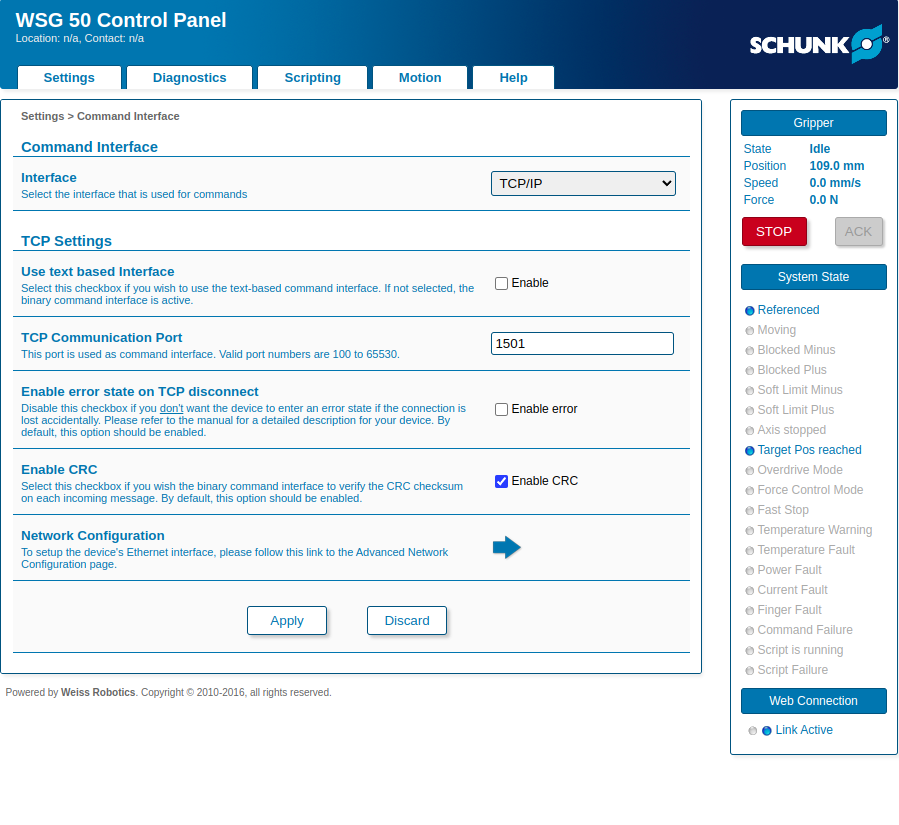 WSG 50 Control Panel
Location: n/a, Contact: n/a
SCHUNK®
Settings
Diagnostics
Scripting
Motion
Help
Settings > Command Interface
Command Interface
Interface
Select the interface that is used for commands
TCP/IP
TCP Settings
Use text based Interface
Select this checkbox if you wish to use the text-based command interface. If not selected, the
binary command interface is active.
Enable
TCP Communication Port
This port is used as command interface. Valid port numbers are 100 to 65530.
1501
Enable error state on TCP disconnect
Disable this checkbox if you don't want the device to enter an error state if the connection is
lost accidentally. Please refer to the manual for a detailed description for your device. By
default, this option should be enabled.
Enable error
Enable CRC
Select this checkbox if you wish the binary command interface to verify the CRC checksum
on each incoming message. By default, this option should be enabled.
Enable CRC
Network Configuration
To setup the device's Ethernet interface, please follow this link to the Advanced Network
Configuration page.
Apply
Discard
Powered by Weiss Robotics. Copyright © 2010-2016, all rights reserved.
Gripper
State Idle
Position 109.0 mm
Speed 0.0 mm/s
Force 0.0 N
STOP
ACK
System State
Referenced
Moving
Blocked Minus
Blocked Plus
Soft Limit Minus
Soft Limit Plus
Axis stopped
Target Pos reached
Overdrive Mode
Force Control Mode
Fast Stop
Temperature Warning
Temperature Fault
Power Fault
Current Fault
Finger Fault
Command Failure
Script is running
Script Failure
Web Connection
Link Active